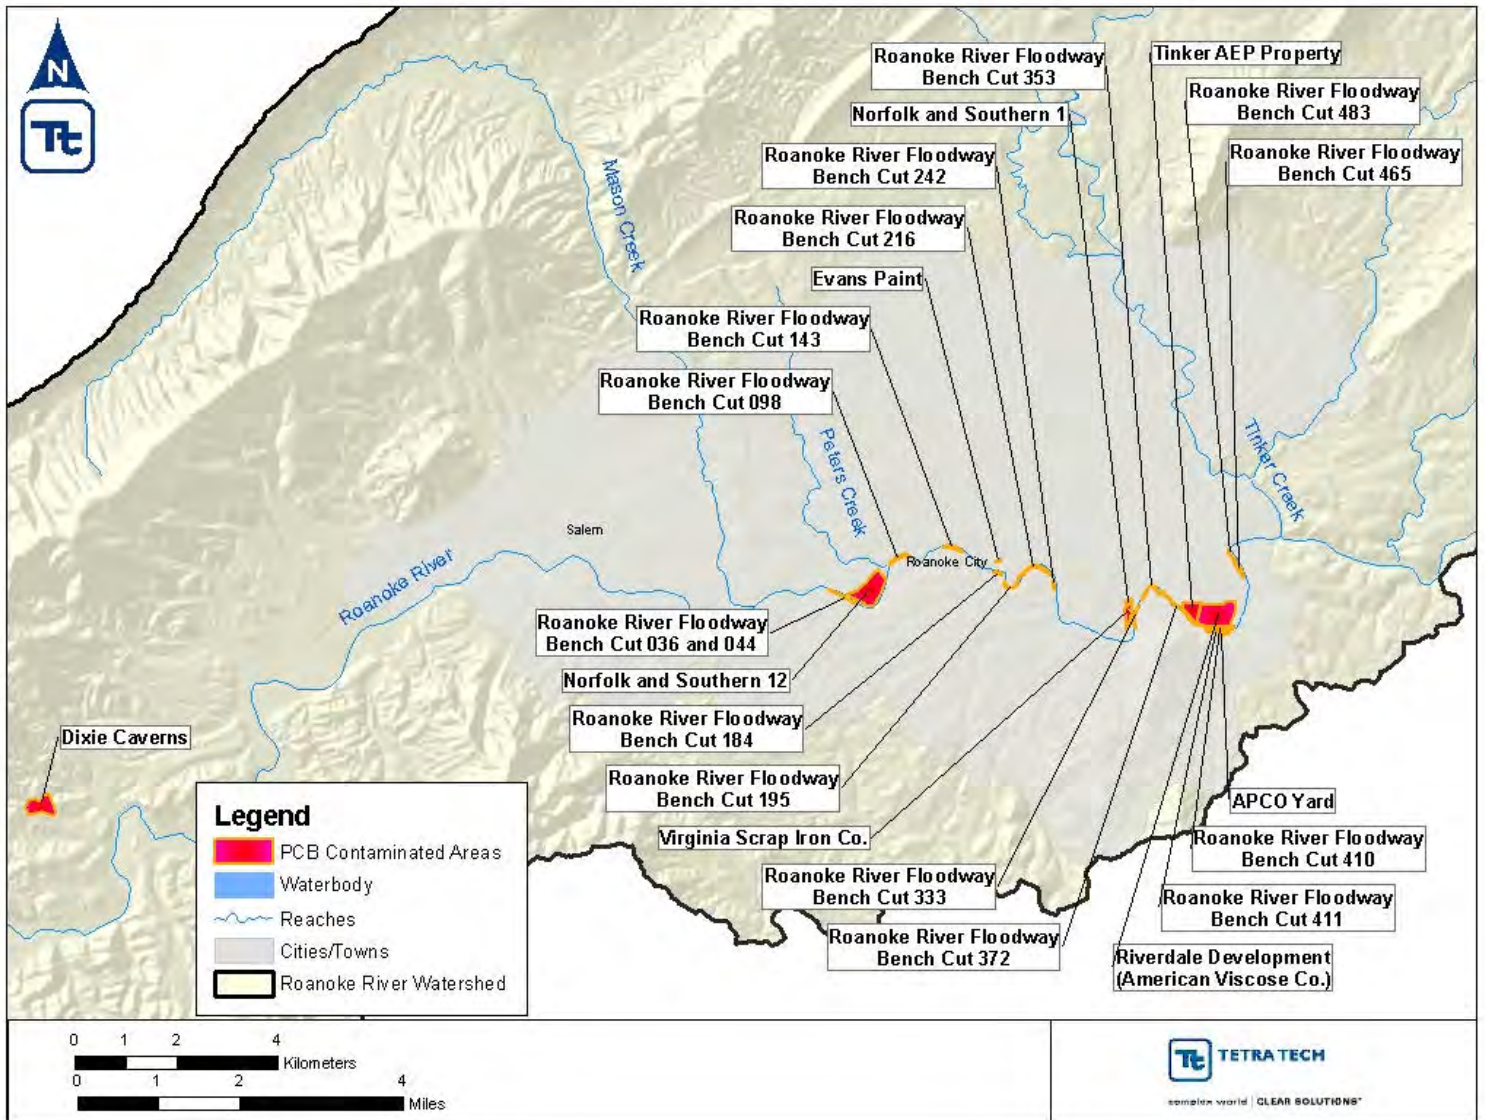 N
Tt
Roanoke River Floodway
Bench Cut 353
Tinker AEP Property
Roanoke River Floodway
Bench Cut 483
Norfolk and Southern 1
Roanoke River Floodway
Bench Cut 242
Roanoke River Floodway
Bench Cut 465
Mason Creek
Roanoke River Floodway
Bench Cut 216
Evans Paint
Roanoke River Floodway
Bench Cut 143
Roanoke River Floodway
Bench Cut 098
Peters Creek
Tinker Creek
Salem
Roanoke River
Roanoke City
Roanoke River Floodway
Bench Cut 036 and 044
Norfolk and Southern 12
Roanoke River Floodway
Bench Cut 184
Dixie Caverns
Roanoke River Floodway
Bench Cut 195
APCO Yard
Virginia Scrap Iron Co.
Roanoke River Floodway
Bench Cut 410
Roanoke River Floodway
Bench Cut 333
Roanoke River Floodway
Bench Cut 411
Roanoke River Floodway
Bench Cut 372
Riverdale Development
(American Viscose Co.)
Legend
PCB Contaminated Areas
Waterbody
Reaches
Cities/Towns
Roanoke River Watershed
0 1 2 4
Kilometers
0 1 2 4
Miles
Tt TETRA TECH
complex world | CLEAR SOLUTIONS™